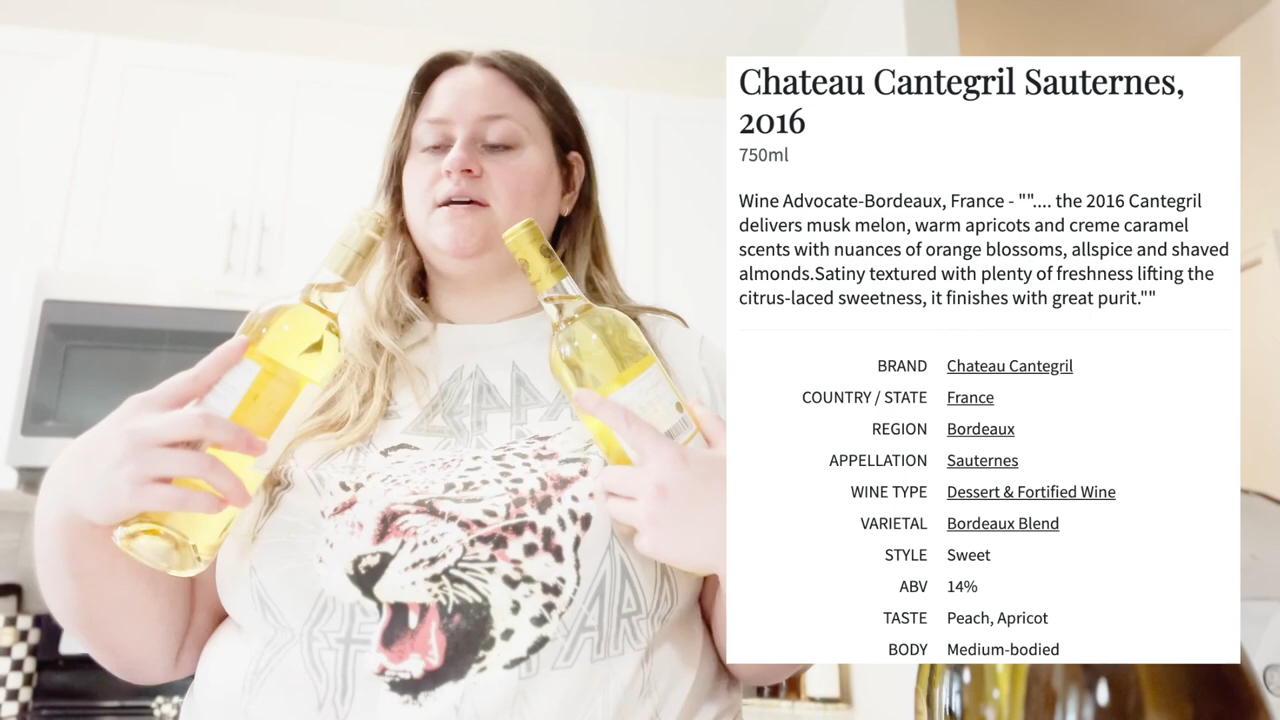 Chateau Cantegril Sauternes,
2016
750ml
Wine Advocate-Bordeaux, France - "".... the 2016 Cantegril
delivers musk melon, warm apricots and creme caramel
scents with nuances of orange blossoms, allspice and shaved
almonds.Satiny textured with plenty of freshness lifting the
citrus-laced sweetness, it finishes with great purit.""
BRAND Chateau Cantegril
COUNTRY / STATE France
REGION Bordeaux
APPELLATION Sauternes
WINE TYPE Dessert & Fortified Wine
VARIETAL Bordeaux Blend
STYLE Sweet
ABV 14%
TASTE Peach, Apricot
BODY Medium-bodied